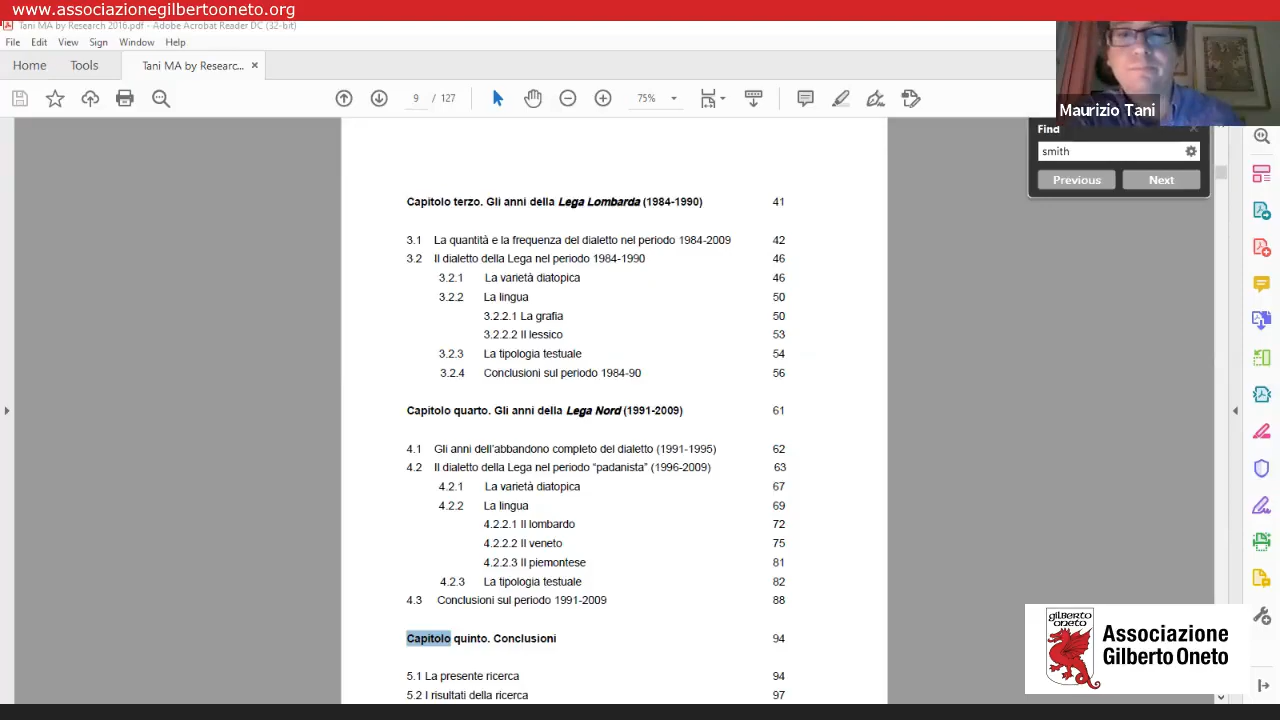 www.associazionegilbertooneto.org
Tani MA by Research 2016.pdf - Adobe Acrobat Reader DC (32-bit)
File Edit View Sign Window Help
Home Tools Tani MA by Researc... ×
9 / 127 75%
Maurizio Tani
Find
smith
Previous Next
Capitolo terzo. Gli anni della Lega Lombarda (1984-1990) 41
3.1 La quantità e la frequenza del dialetto nel periodo 1984-2009 42
3.2 Il dialetto della Lega nel periodo 1984-1990 46
3.2.1 La varietà diatopica 46
3.2.2 La lingua 50
3.2.2.1 La grafia 50
3.2.2.2 Il lessico 53
3.2.3 La tipologia testuale 54
3.2.4 Conclusioni sul periodo 1984-90 56
Capitolo quarto. Gli anni della Lega Nord (1991-2009) 61
4.1 Gli anni dell'abbandono completo del dialetto (1991-1995) 62
4.2 Il dialetto della Lega nel periodo “padanista” (1996-2009) 63
4.2.1 La varietà diatopica 67
4.2.2 La lingua 69
4.2.2.1 Il lombardo 72
4.2.2.2 Il veneto 75
4.2.2.3 Il piemontese 81
4.2.3 La tipologia testuale 82
4.3 Conclusioni sul periodo 1991-2009 88
Capitolo quinto. Conclusioni 94
5.1 La presente ricerca 94
5.2 I risultati della ricerca 97
gilberto
oneto
Associazione
Gilberto Oneto